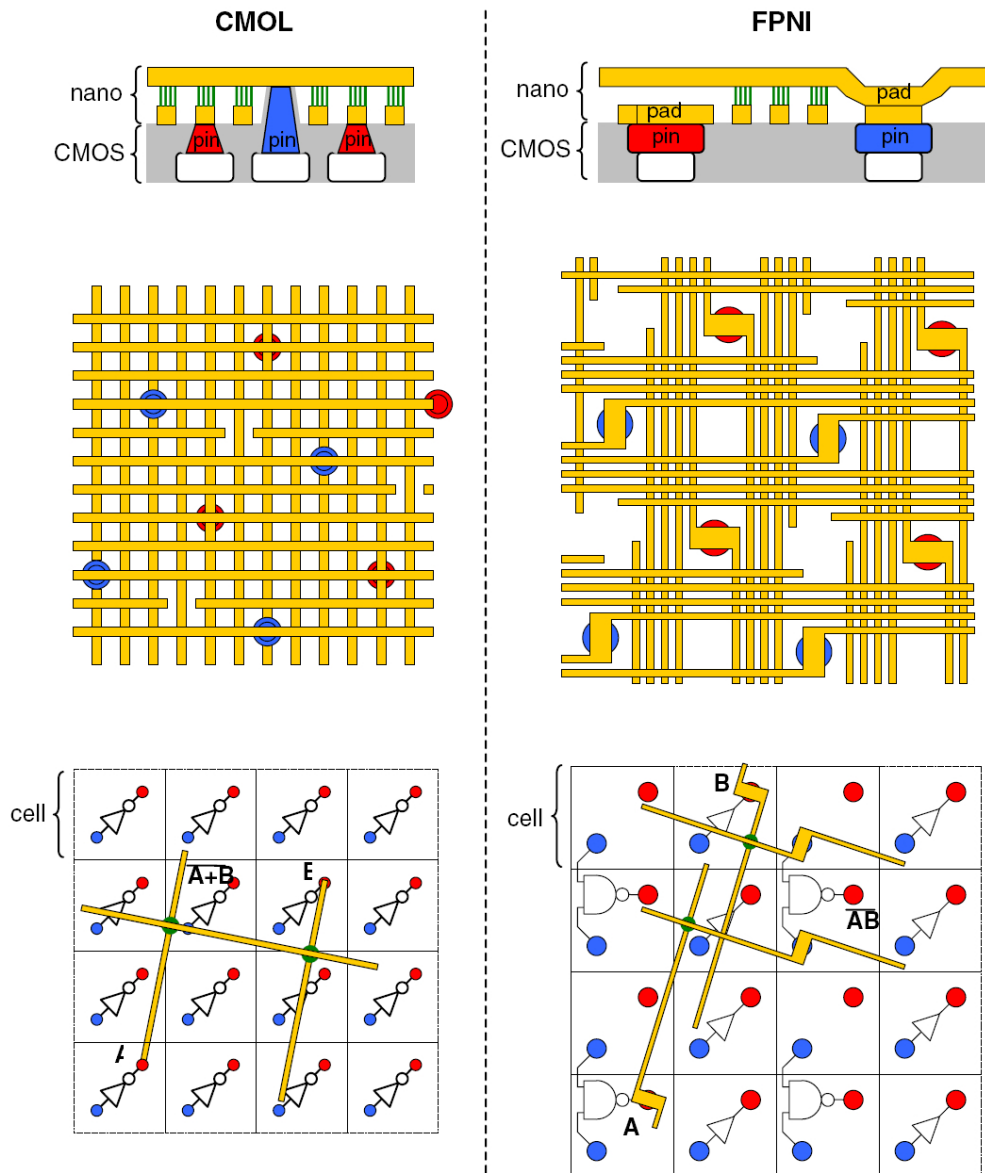 CMOL
FPNI
nano
CMOS
pin
pin
pin
nano
CMOS
pad
pin
pad
pin
cell
A+B
cell
B
AB
A